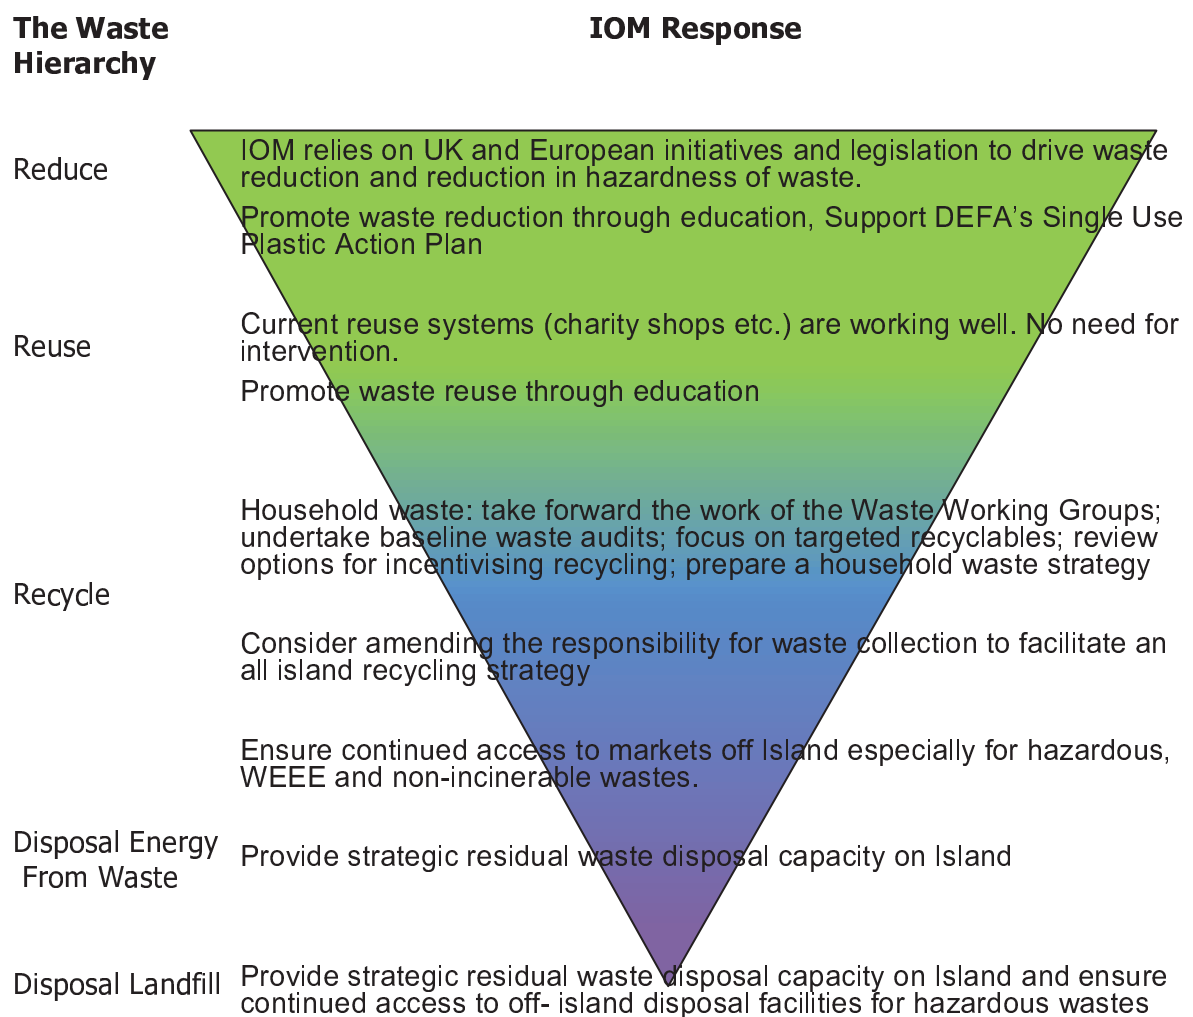 The Waste
Hierarchy
IOM Response
Reduce
IOM relies on UK and European initiatives and legislation to drive waste
reduction and reduction in hazardness of waste.
Promote waste reduction through education, Support DEFA’s Single Use
Plastic Action Plan
Reuse
Current reuse systems (charity shops etc.) are working well. No need for
intervention.
Promote waste reuse through education
Recycle
Household waste: take forward the work of the Waste Working Groups;
undertake baseline waste audits; focus on targeted recyclables; review
options for incentivising recycling; prepare a household waste strategy
Consider amending the responsibility for waste collection to facilitate an
all island recycling strategy
Ensure continued access to markets off Island especially for hazardous,
WEEE and non-incinerable wastes.
Disposal Energy
From Waste
Provide strategic residual waste disposal capacity on Island
Disposal Landfill
Provide strategic residual waste disposal capacity on Island and ensure
continued access to off- island disposal facilities for hazardous wastes